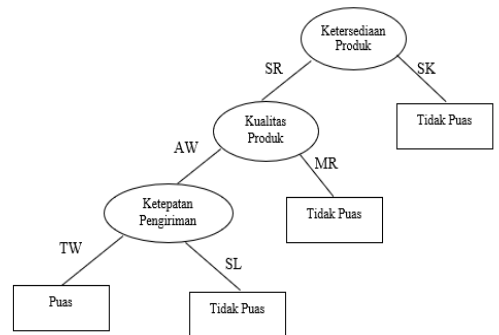 Ketersediaan
Produk
SR
SK
Kualitas
Produk
Tidak Puas
AW
MR
Ketepatan
Pengiriman
Tidak Puas
TW
SL
Puas
Tidak Puas